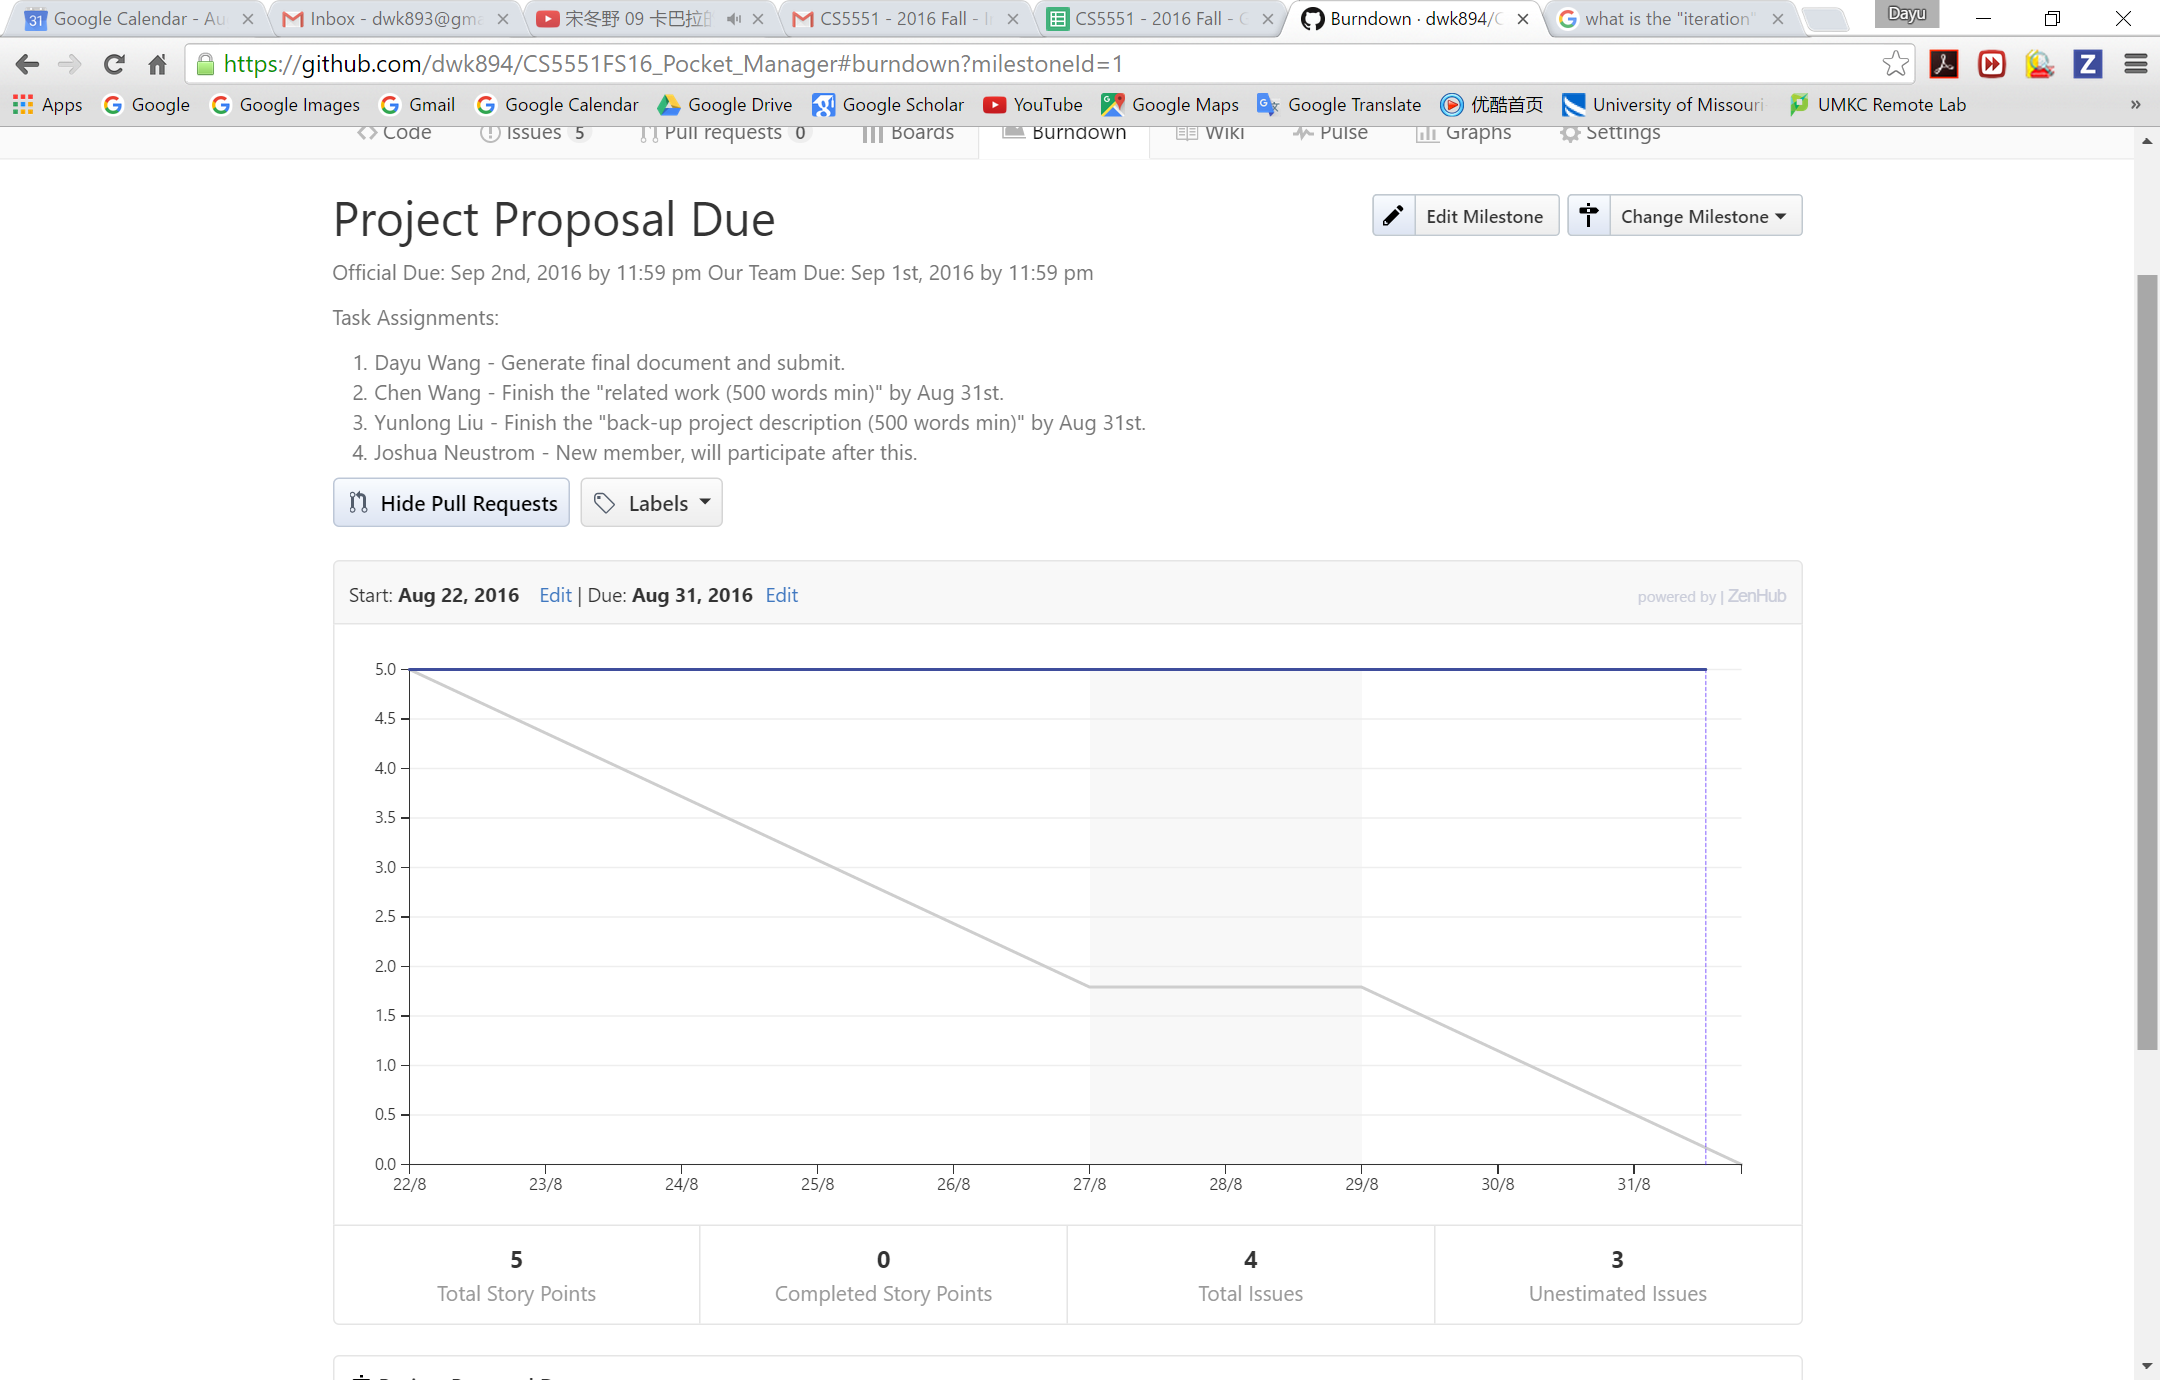 Google Calendar - Au
Inbox - dwk893@gma
宋冬野 09 卡巴拉的
CS5551 - 2016 Fall - I
CS5551 - 2016 Fall - G
Burndown · dwk894/C
what is the "iteration"
Dayu
https://github.com/dwk894/CS5551FS16_Pocket_Manager#burndown?milestoneId=1
Apps Google Google Images Gmail Google Calendar Google Drive Google Scholar YouTube Google Maps Google Translate 优酷首页 University of Missouri UMKC Remote Lab »
Code Issues 5 Pull requests 0 Boards Burndown Wiki Pulse Graphs Settings
Project Proposal Due
Edit Milestone Change Milestone
Official Due: Sep 2nd, 2016 by 11:59 pm Our Team Due: Sep 1st, 2016 by 11:59 pm
Task Assignments:
1. Dayu Wang - Generate final document and submit.
2. Chen Wang - Finish the "related work (500 words min)" by Aug 31st.
3. Yunlong Liu - Finish the "back-up project description (500 words min)" by Aug 31st.
4. Joshua Neustrom - New member, will participate after this.
Hide Pull Requests Labels
Start: Aug 22, 2016 Edit | Due: Aug 31, 2016 Edit
powered by | ZenHub
5.0
4.5
4.0
3.5
3.0
2.5
2.0
1.5
1.0
0.5
0.0
22/8 23/8 24/8 25/8 26/8 27/8 28/8 29/8 30/8 31/8
5 0 4 3
Total Story Points Completed Story Points Total Issues Unestimated Issues